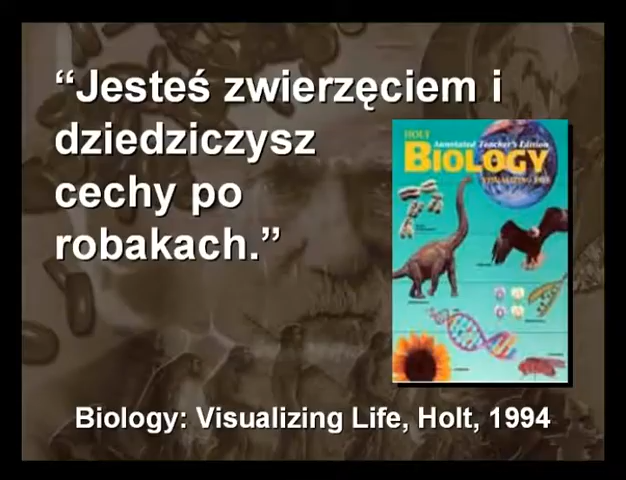 “Jesteś zwierzęciem i
dziedziczysz
cechy po
robakach.”
HOLT
Annotated Teacher's Edition
BIOLOGY
VISUALIZING LIFE
Biology: Visualizing Life, Holt, 1994